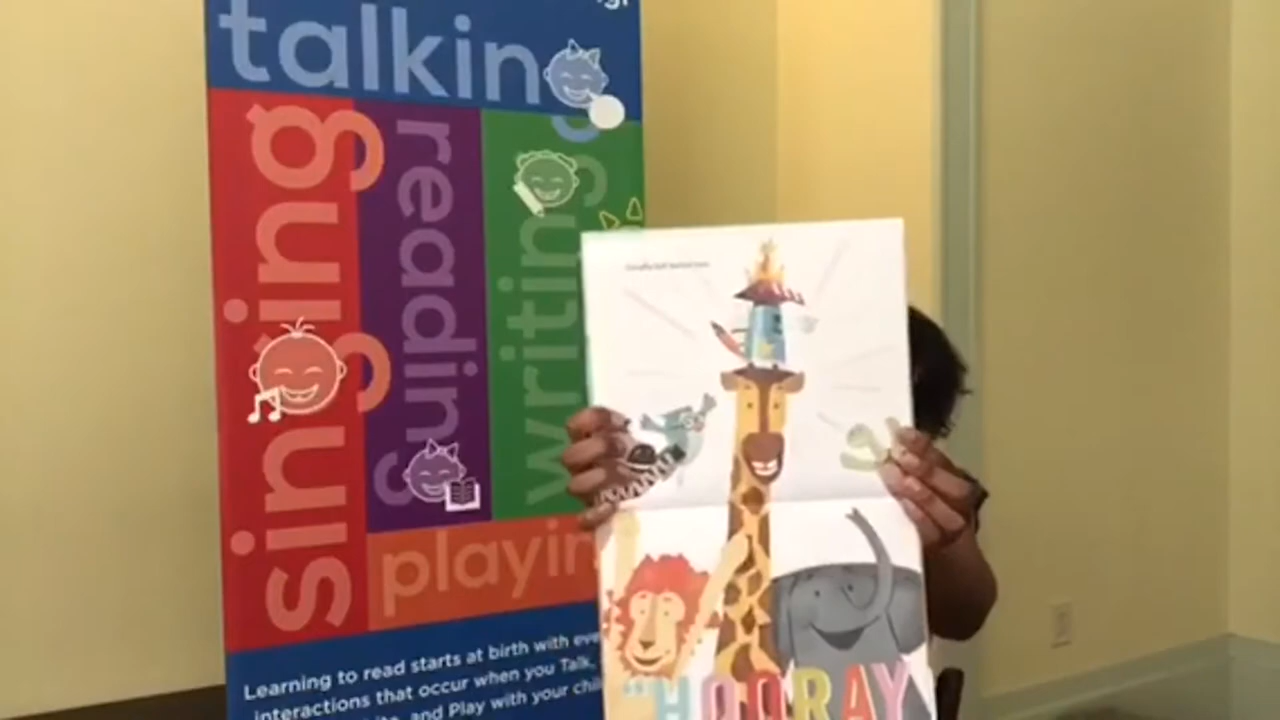 talking
singing
reading
writing
playin
Learning to read starts at birth with eve
interactions that occur when you Talk,
and Play with your chil
"HOORAY